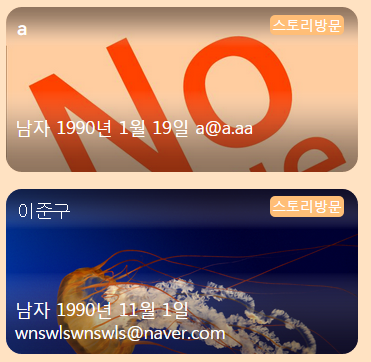 a
스토리방문
No
남자 1990년 1월 19일 a@a.aa
이준구
스토리방문
남자 1990년 11월 1일
wnswlswnswls@naver.com